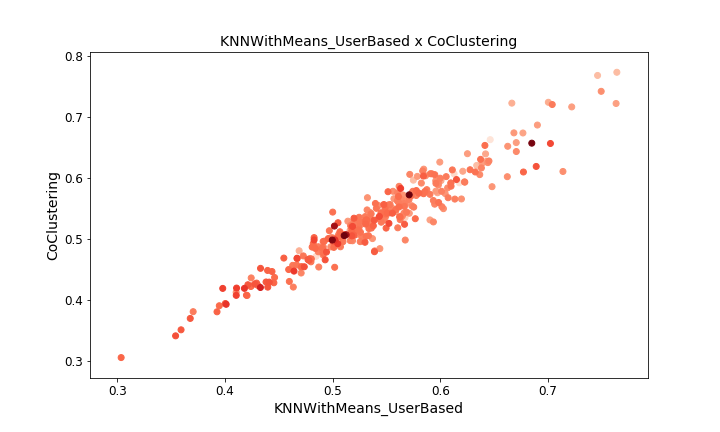 KNNWithMeans_UserBased x CoClustering
0.8
0.7
0.6
0.5
0.4
0.3
CoClustering
0.3 0.4 0.5 0.6 0.7
KNNWithMeans_UserBased